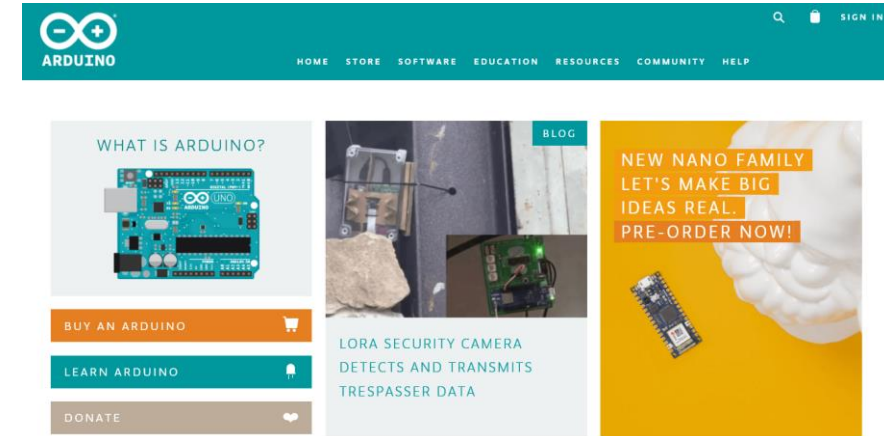 SIGN IN
ARDUINO
HOME STORE SOFTWARE EDUCATION RESOURCES COMMUNITY HELP
WHAT IS ARDUINO?
UNO
ARDUINO
BUY AN ARDUINO
LEARN ARDUINO
DONATE
BLOG
LORA SECURITY CAMERA
DETECTS AND TRANSMITS
TRESPASSER DATA
NEW NANO FAMILY
LET'S MAKE BIG
IDEAS REAL.
PRE-ORDER NOW!